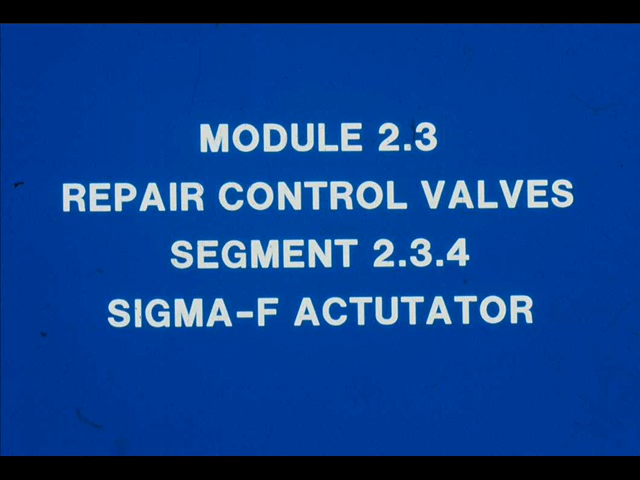 MODULE 2.3
REPAIR CONTROL VALVES
SEGMENT 2.3.4
SIGMA-F ACTUTATOR